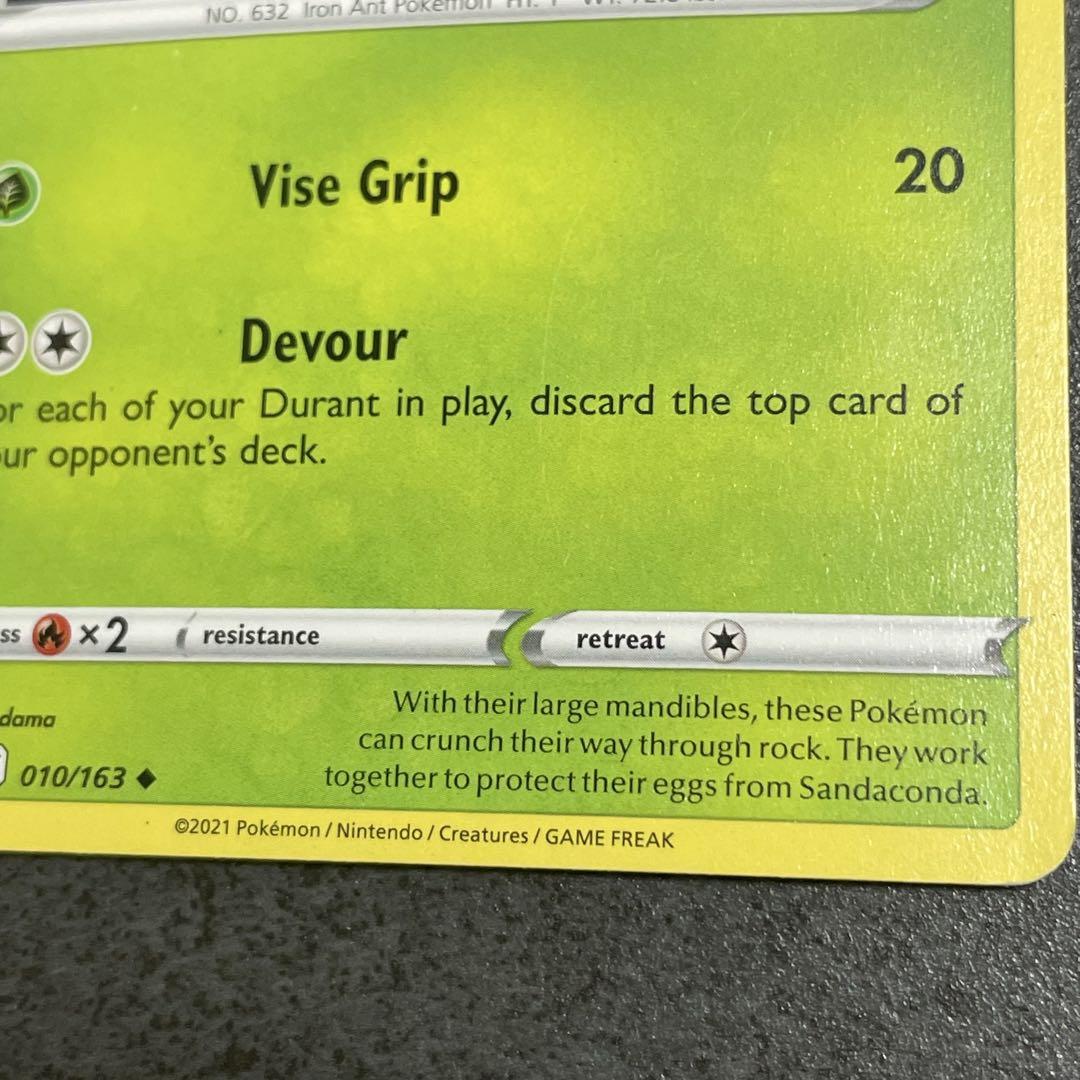 NO. 632 Iron Ant Pokémon
Vise Grip 20
Devour
or each of your Durant in play, discard the top card of
ur opponent's deck.
ss ×2 resistance retreat
dama
With their large mandibles, these Pokémon
can crunch their way through rock. They work
010/163 ◆ together to protect their eggs from Sandaconda.
©2021 Pokémon / Nintendo / Creatures / GAME FREAK